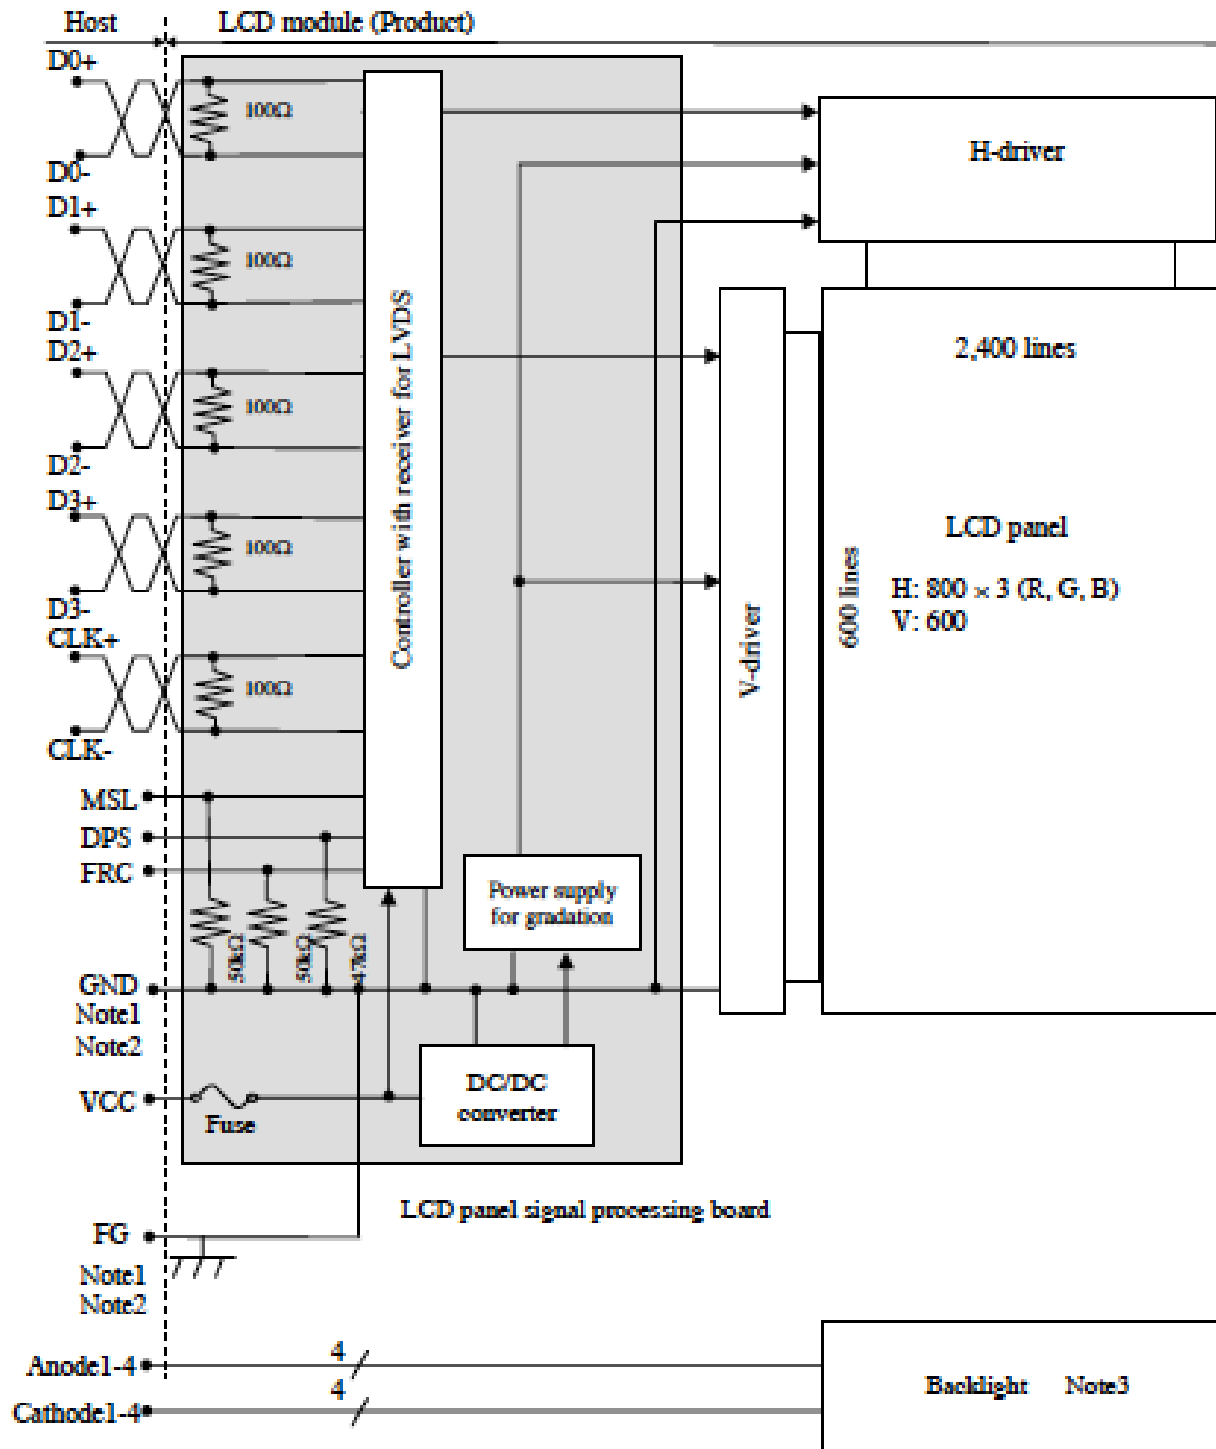 Host
LCD module (Product)
D0+
100Ω
D0-
H-driver
D1+
100Ω
D1-
D2+
100Ω
D2-
D3+
100Ω
D3-
CLK+
100Ω
CLK-
Controller with receiver for LVDS
2,400 lines
600 lines
LCD panel
H: 800 × 3 (R, G, B)
V: 600
V-driver
MSL
DPS
FRC
Power supply
for gradation
50kΩ
50kΩ
47kΩ
GND
Note1
Note2
DC/DC
converter
VCC
Fuse
LCD panel signal processing board
FG
Note1
Note2
4
Anode1-4
4
Cathode1-4
Backlight Note3